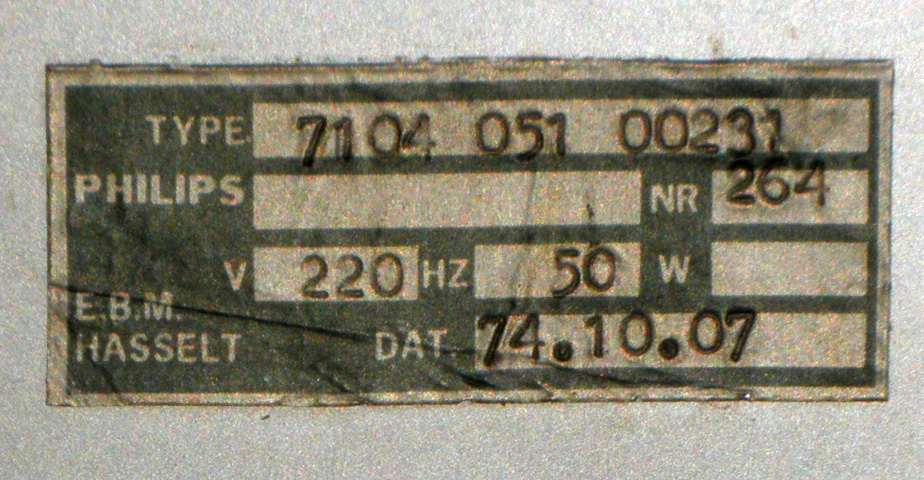 TYPE 7104 051 00231
PHILIPS NR 264
V 220 HZ 50 W
E.B.M.
HASSELT DAT 74.10.07